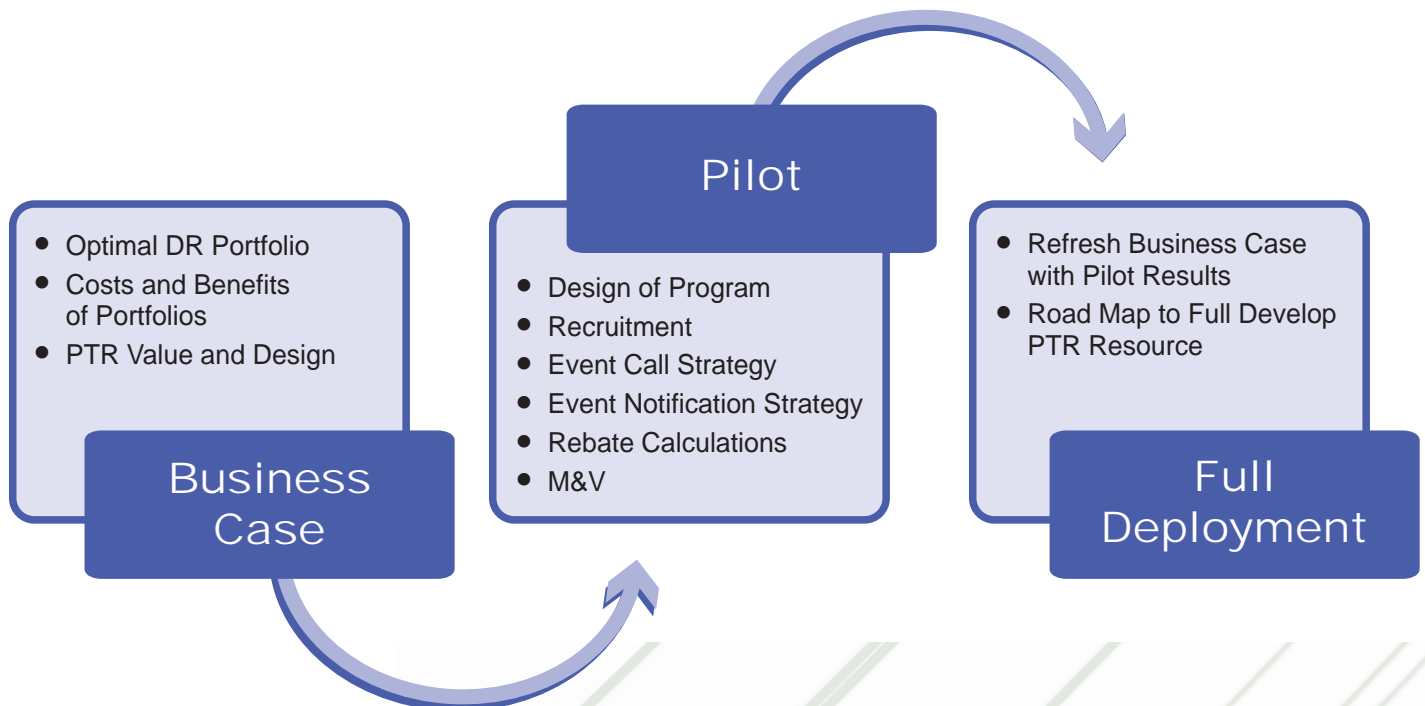 Optimal DR Portfolio
Costs and Benefits
of Portfolios
PTR Value and Design
Business
Case
Pilot
Design of Program
Recruitment
Event Call Strategy
Event Notification Strategy
Rebate Calculations
M&V
Refresh Business Case
with Pilot Results
Road Map to Full Develop
PTR Resource
Full
Deployment